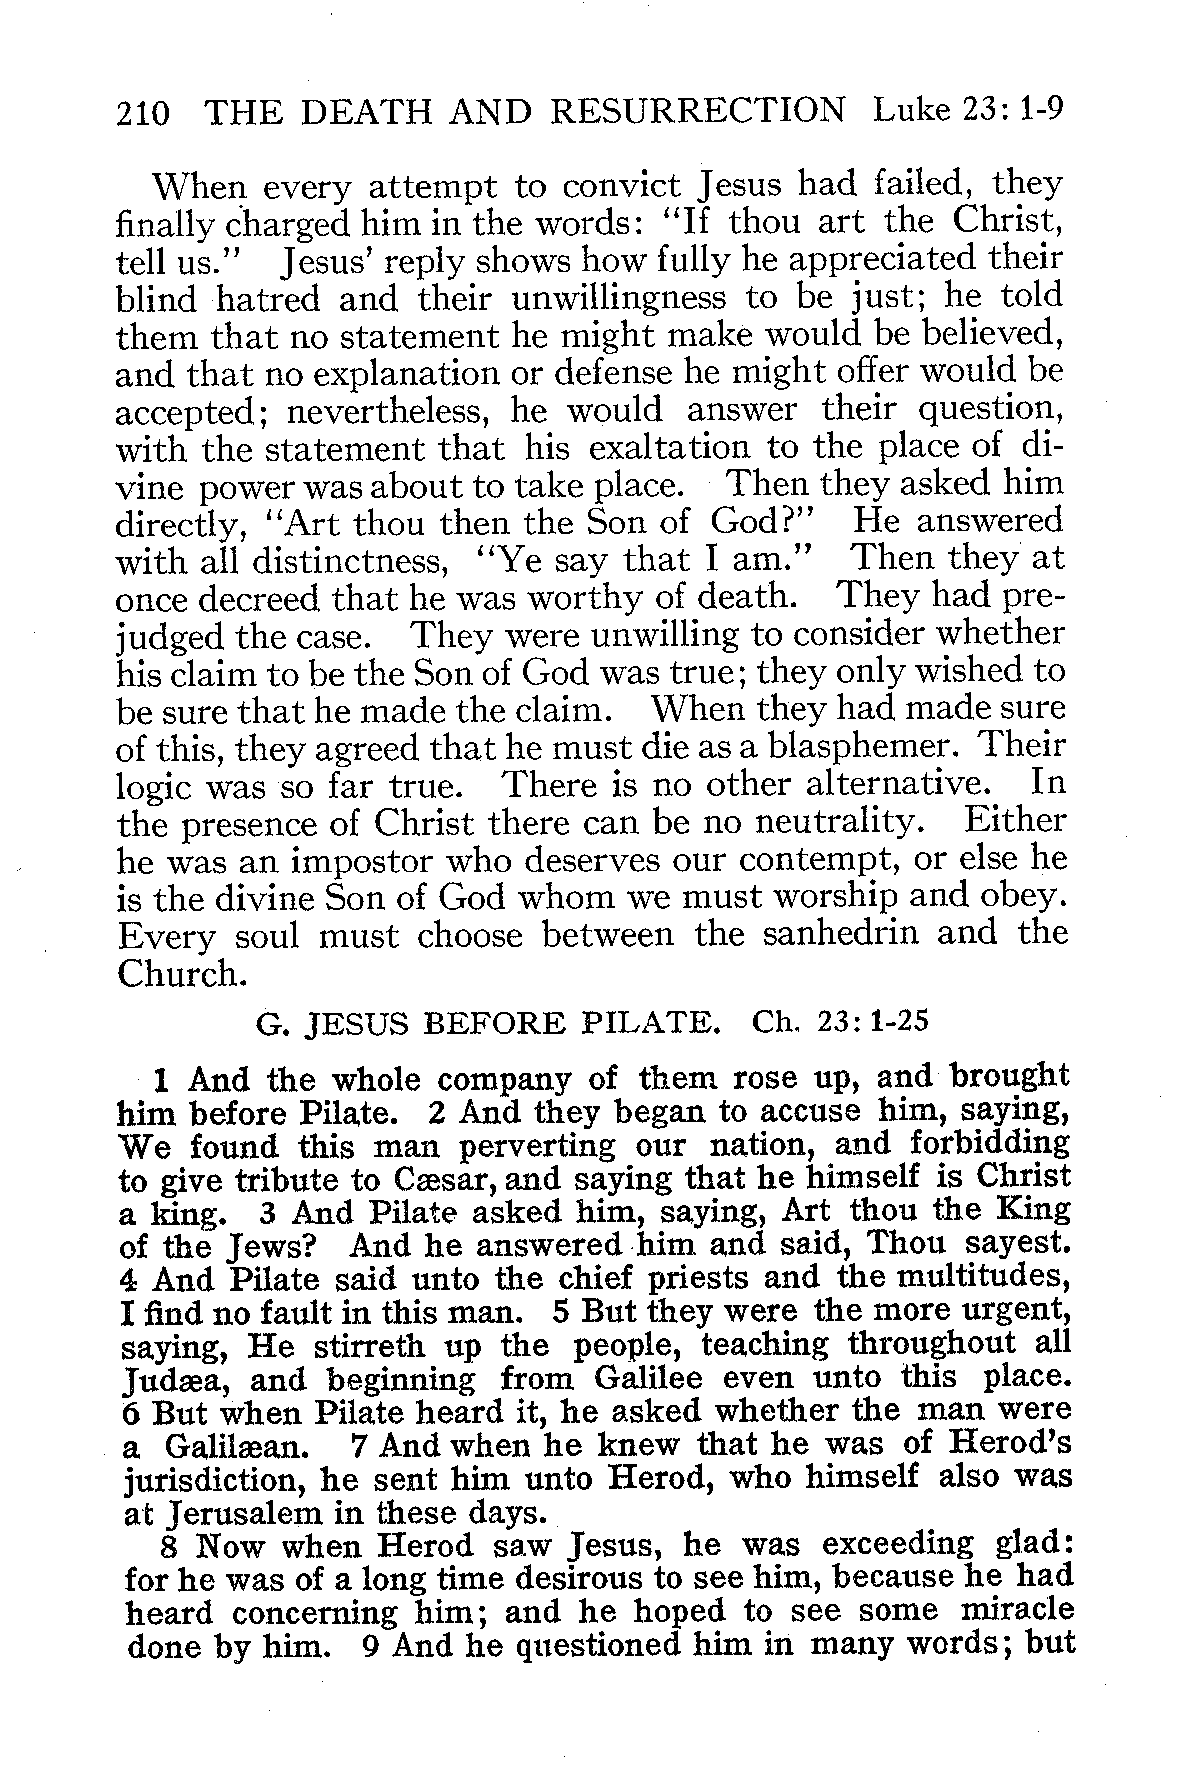 210 THE DEATH AND RESURRECTION Luke 23: 1-9
When every attempt to convict Jesus had failed, they
finally charged him in the words: “If thou art the Christ,
tell us.” Jesus’ reply shows how fully he appreciated their
blind hatred and their unwillingness to be just; he told
them that no statement he might make would be believed,
and that no explanation or defense he might offer would be
accepted; nevertheless, he would answer their question,
with the statement that his exaltation to the place of di-
vine power was about to take place. Then they asked him
directly, “Art thou then the Son of God?” He answered
with all distinctness, “Ye say that I am.” Then they at
once decreed that he was worthy of death. They had pre-
judged the case. They were unwilling to consider whether
his claim to be the Son of God was true; they only wished to
be sure that he made the claim. When they had made sure
of this, they agreed that he must die as a blasphemer. Their
logic was so far true. There is no other alternative. In
the presence of Christ there can be no neutrality. Either
he was an impostor who deserves our contempt, or else he
is the divine Son of God whom we must worship and obey.
Every soul must choose between the sanhedrin and the
Church.
G. JESUS BEFORE PILATE. Ch. 23: 1-25
1 And the whole company of them rose up, and brought
him before Pilate. 2 And they began to accuse him, saying,
We found this man perverting our nation, and forbidding
to give tribute to Cæsar, and saying that he himself is Christ
a king. 3 And Pilate asked him, saying, Art thou the King
of the Jews? And he answered him and said, Thou sayest.
4 And Pilate said unto the chief priests and the multitudes,
I find no fault in this man. 5 But they were the more urgent,
saying, He stirreth up the people, teaching throughout all
Judæa, and beginning from Galilee even unto this place.
6 But when Pilate heard it, he asked whether the man were
a Galilæan. 7 And when he knew that he was of Herod’s
jurisdiction, he sent him unto Herod, who himself also was
at Jerusalem in these days.
8 Now when Herod saw Jesus, he was exceeding glad:
for he was of a long time desirous to see him, because he had
heard concerning him; and he hoped to see some miracle
done by him. 9 And he questioned him in many words; but